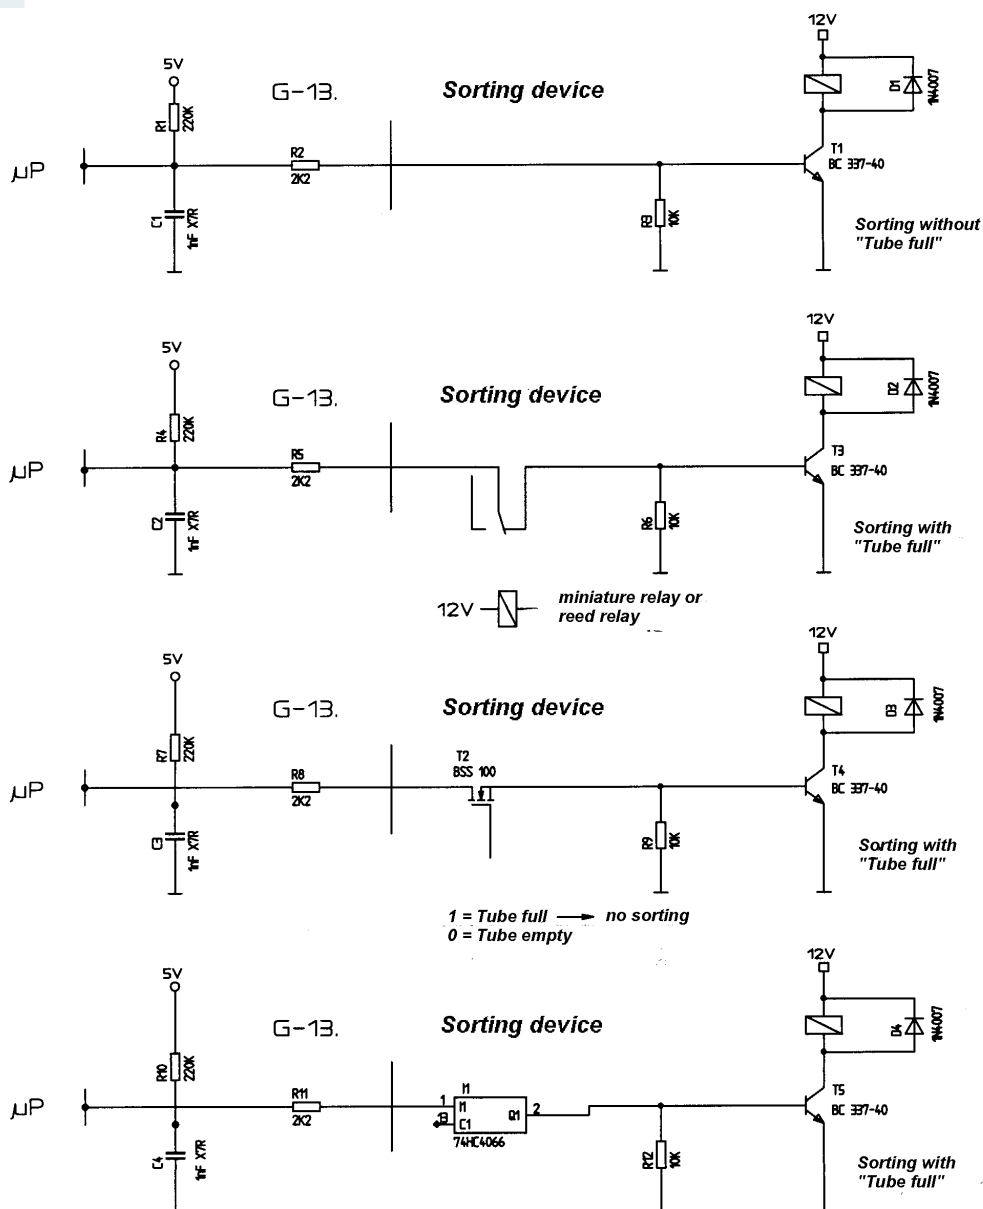 12V
5V
G-13.
Sorting device
R1
220K
D1
1N4007
µP
R2
2K2
T1
BC 337-40
C1
1nF X7R
R3
10K
Sorting without
"Tube full"
12V
5V
G-13.
Sorting device
R4
220K
D2
1N4007
µP
R5
2K2
T3
BC 337-40
C2
1nF X7R
R6
10K
Sorting with
"Tube full"
12V
miniature relay or
reed relay
12V
5V
G-13.
Sorting device
R7
220K
D3
1N4007
T2
BSS 100
µP
R8
2K2
T4
BC 337-40
C3
1nF X7R
R9
10K
Sorting with
"Tube full"
1 = Tube full no sorting
0 = Tube empty
12V
5V
G-13.
Sorting device
R10
220K
D4
1N4007
µP
R11
2K2
M
1 M
13 C1
Q1 2
74HC4066
T5
BC 337-40
C4
1nF X7R
R12
10K
Sorting with
"Tube full"